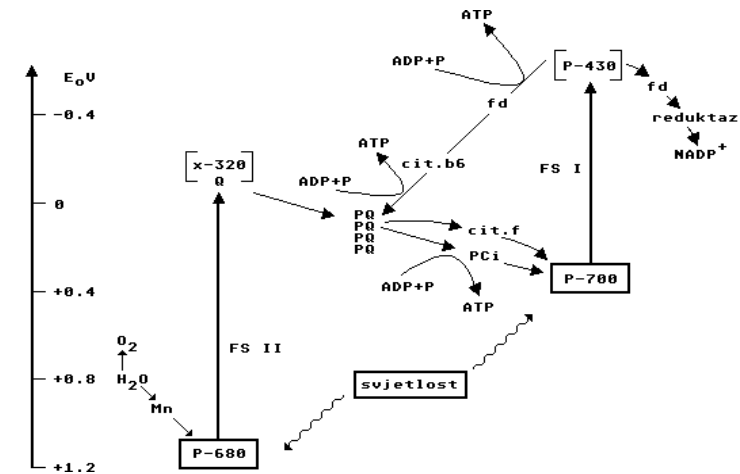 ATP
ADP+P
P-430
EoV
fd
-0.4
fd
reduktaz
ATP
NADP+
x-320
cit.b6
Q
ADP+P
FS I
0
PQ
PQ
cit.f
PQ
PQ
PCi
P-700
ADP+P
+0.4
ATP
O2
FS II
H2O
+0.8
svjetlost
Mn
P-680
+1.2